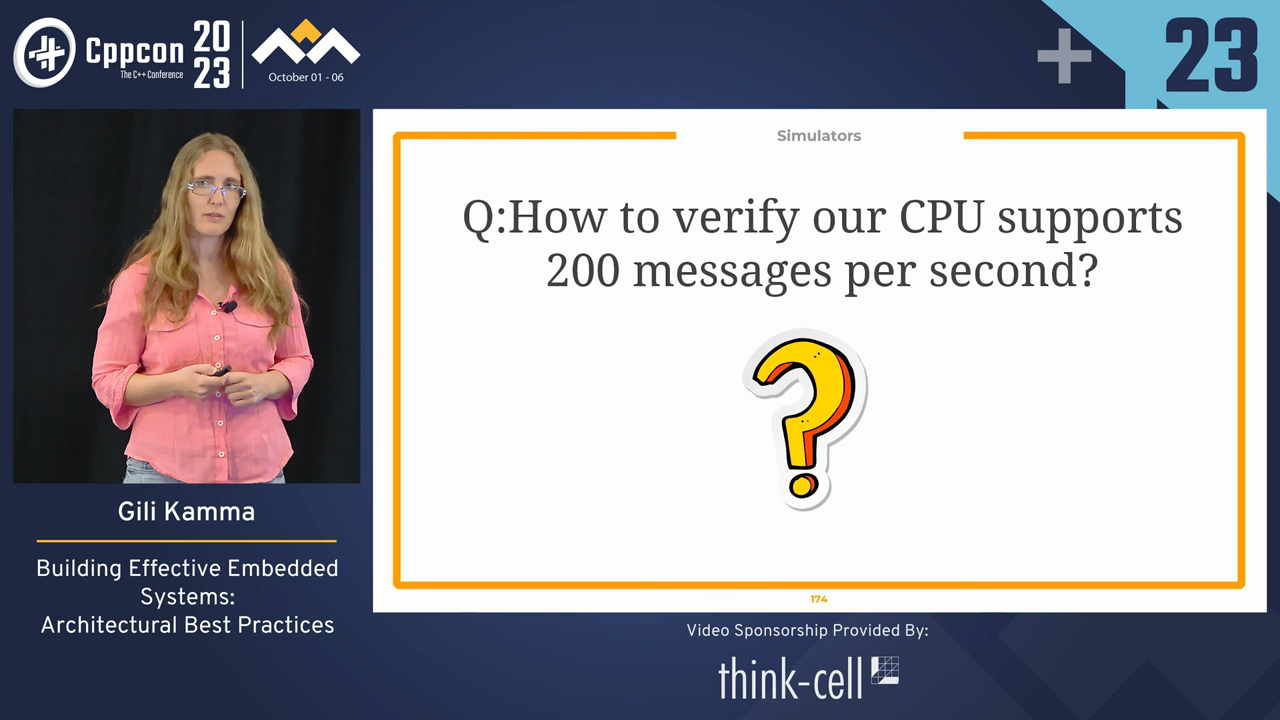 Cppcon
The C++ Conference
20
23
October 01 - 06
23
Simulators
Q:How to verify our CPU supports
200 messages per second?
174
Gili Kamma
Building Effective Embedded
Systems:
Architectural Best Practices
Video Sponsorship Provided By:
think-cell